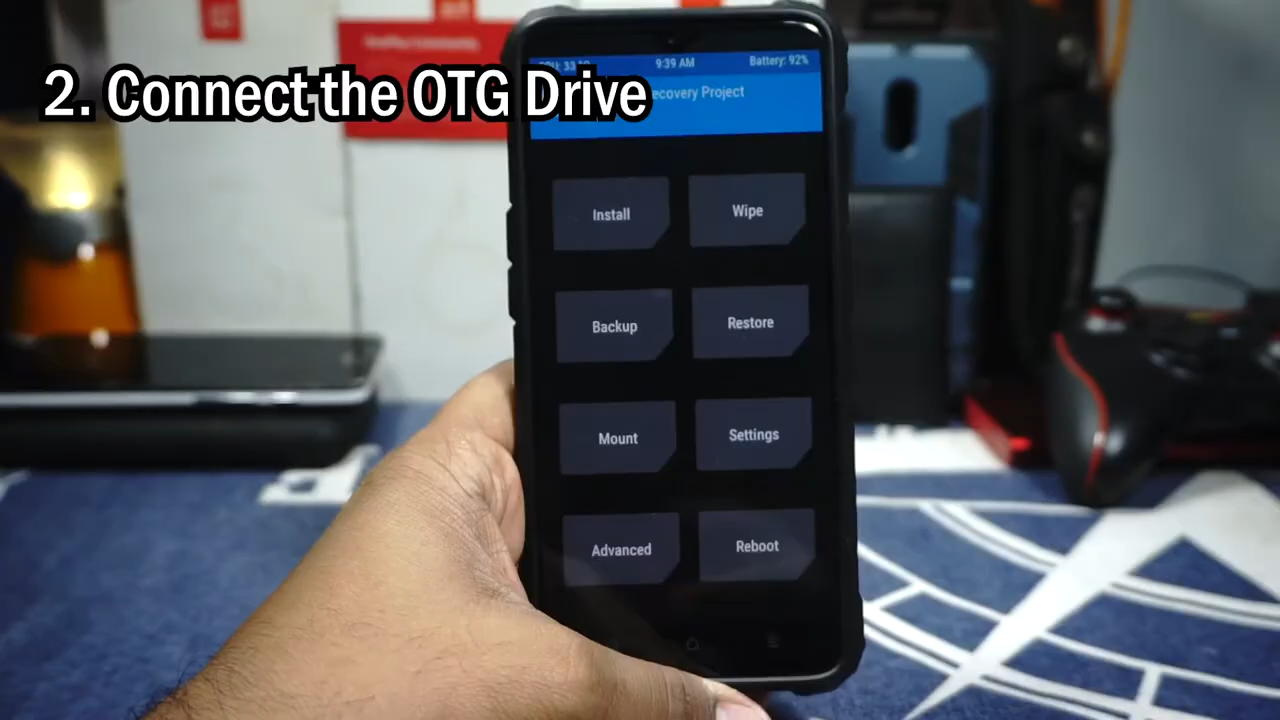 2. Connect the OTG Drive
9:39 AM
Battery: 92%
ecovery Project
Install
Wipe
Backup
Restore
Mount
Settings
Advanced
Reboot